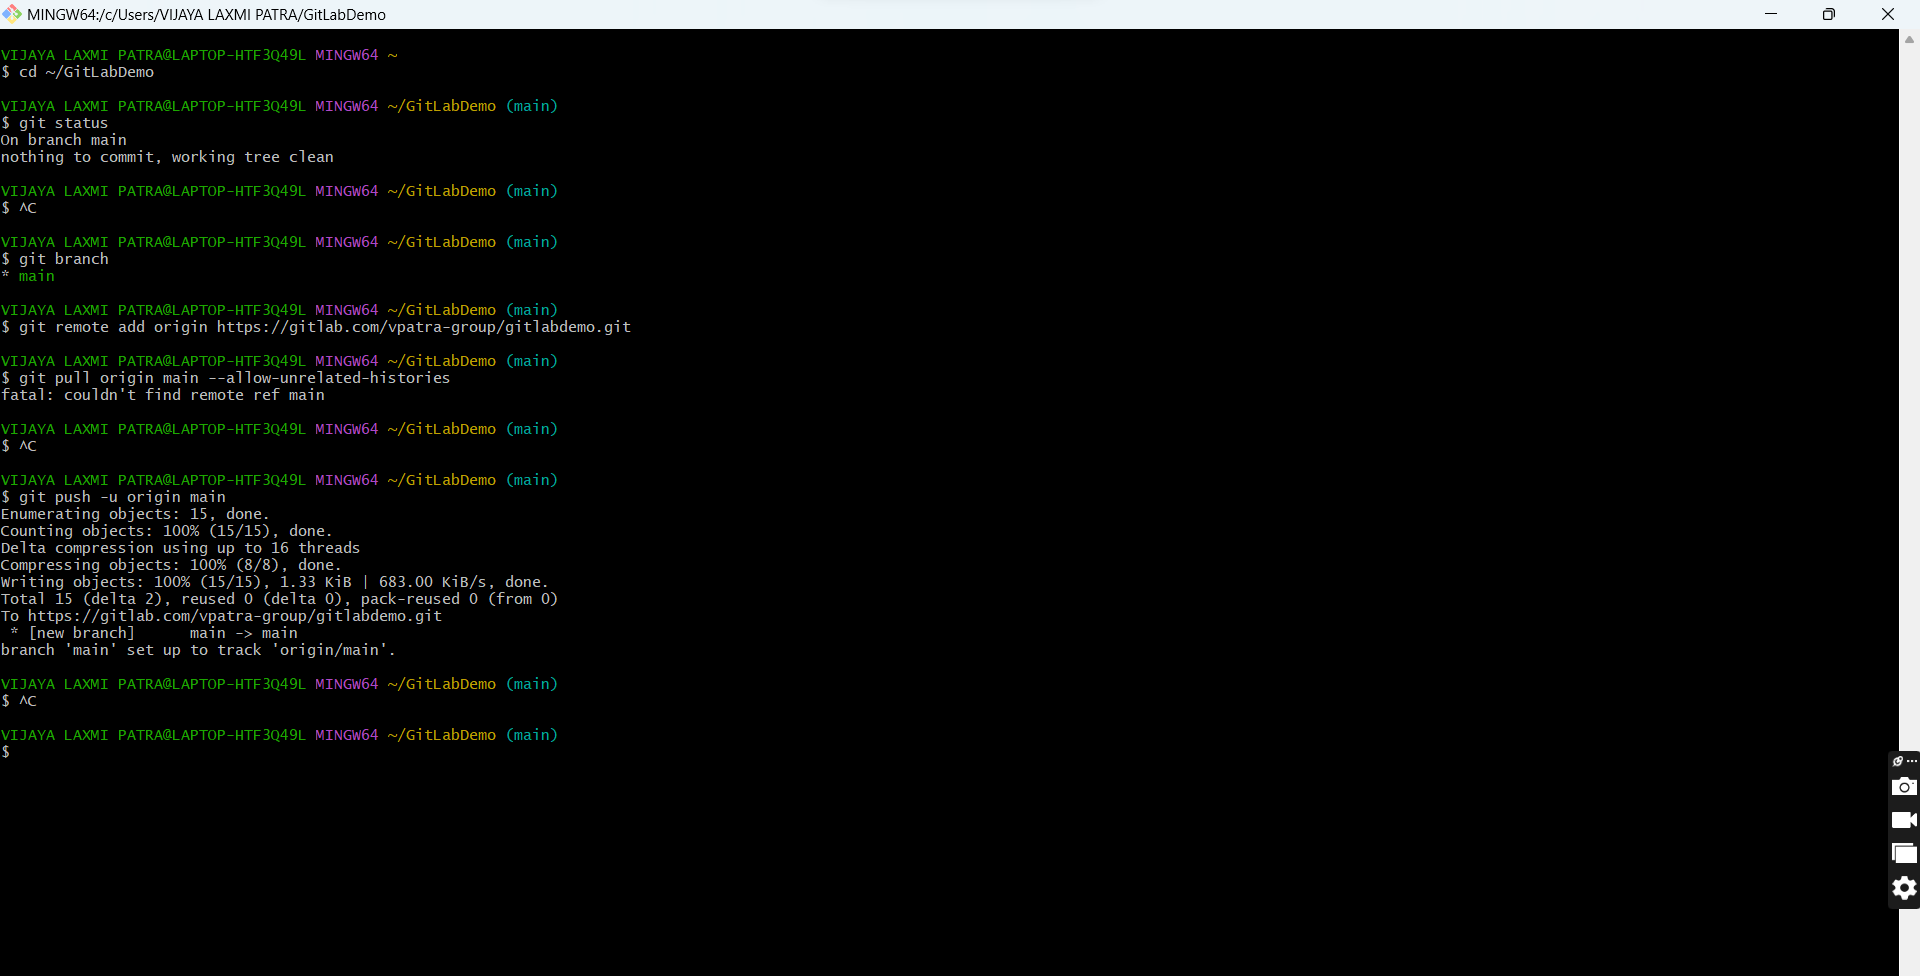 MINGW64:/c/Users/VIJAYA LAXMI PATRA/GitLabDemo
VIJAYA LAXMI PATRA@LAPTOP-HTF3Q49L MINGW64 ~
$ cd ~/GitLabDemo
VIJAYA LAXMI PATRA@LAPTOP-HTF3Q49L MINGW64 ~/GitLabDemo (main)
$ git status
On branch main
nothing to commit, working tree clean
VIJAYA LAXMI PATRA@LAPTOP-HTF3Q49L MINGW64 ~/GitLabDemo (main)
$ ^C
VIJAYA LAXMI PATRA@LAPTOP-HTF3Q49L MINGW64 ~/GitLabDemo (main)
$ git branch
* main
VIJAYA LAXMI PATRA@LAPTOP-HTF3Q49L MINGW64 ~/GitLabDemo (main)
$ git remote add origin https://gitlab.com/vpatra-group/gitlabdemo.git
VIJAYA LAXMI PATRA@LAPTOP-HTF3Q49L MINGW64 ~/GitLabDemo (main)
$ git pull origin main --allow-unrelated-histories
fatal: couldn't find remote ref main
VIJAYA LAXMI PATRA@LAPTOP-HTF3Q49L MINGW64 ~/GitLabDemo (main)
$ ^C
VIJAYA LAXMI PATRA@LAPTOP-HTF3Q49L MINGW64 ~/GitLabDemo (main)
$ git push -u origin main
Enumerating objects: 15, done.
Counting objects: 100% (15/15), done.
Delta compression using up to 16 threads
Compressing objects: 100% (8/8), done.
Writing objects: 100% (15/15), 1.33 KiB | 683.00 KiB/s, done.
Total 15 (delta 2), reused 0 (delta 0), pack-reused 0 (from 0)
To https://gitlab.com/vpatra-group/gitlabdemo.git
 * [new branch]      main -> main
branch 'main' set up to track 'origin/main'.
VIJAYA LAXMI PATRA@LAPTOP-HTF3Q49L MINGW64 ~/GitLabDemo (main)
$ ^C
VIJAYA LAXMI PATRA@LAPTOP-HTF3Q49L MINGW64 ~/GitLabDemo (main)
$